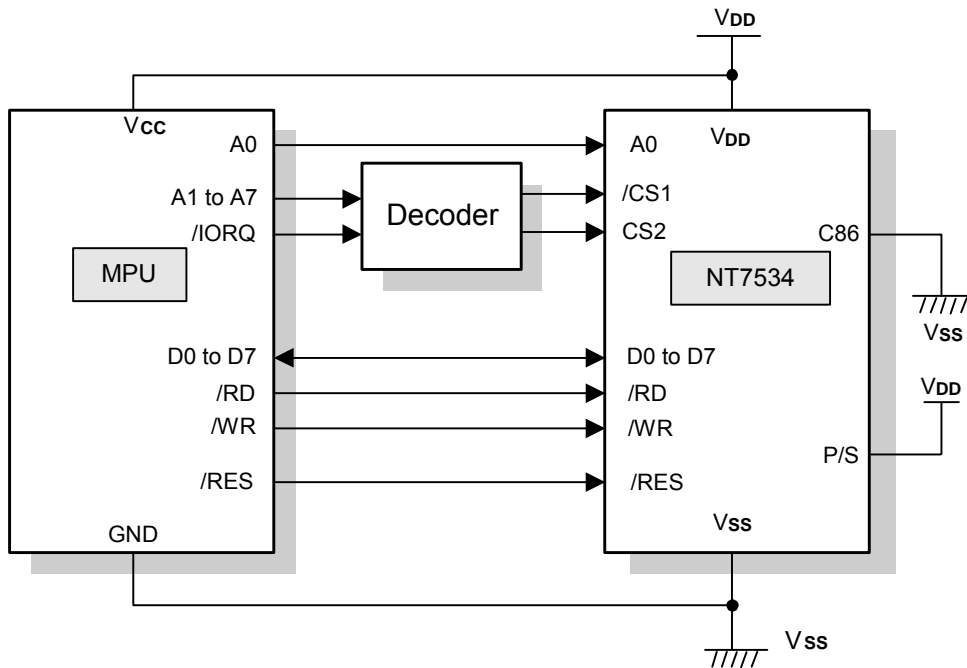 VDD
VCC
A0
A1 to A7
/IORQ
MPU
D0 to D7
/RD
/WR
/RES
GND
Decoder
VDD
A0
/CS1
CS2
C86
NT7534
VSS
D0 to D7
/RD
VDD
/WR
P/S
/RES
VSS
VSS